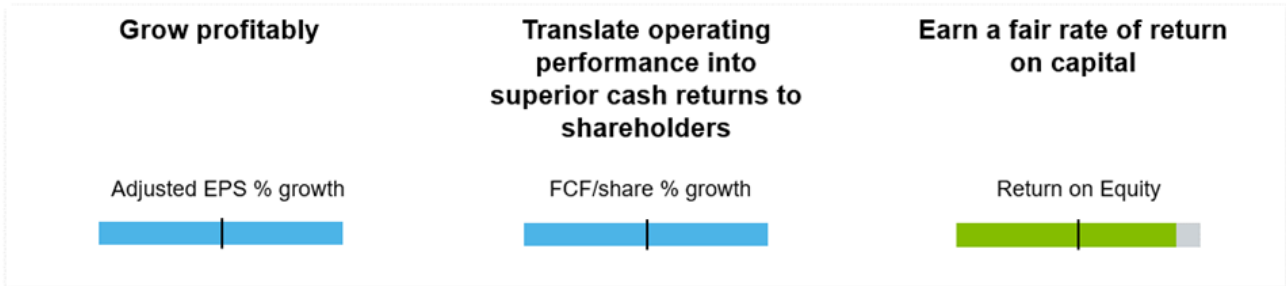 Grow profitably
Translate operating
performance into
superior cash returns to
shareholders
Earn a fair rate of return
on capital
Adjusted EPS % growth
FCF/share % growth
Return on Equity